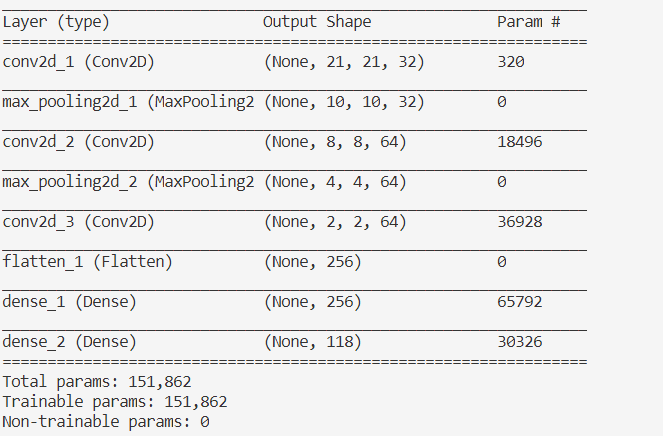 _________________________________________________________________
Layer (type)                 Output Shape              Param #
=================================================================
conv2d_1 (Conv2D)            (None, 21, 21, 32)        320
_________________________________________________________________
max_pooling2d_1 (MaxPooling2 (None, 10, 10, 32)        0
_________________________________________________________________
conv2d_2 (Conv2D)            (None, 8, 8, 64)          18496
_________________________________________________________________
max_pooling2d_2 (MaxPooling2 (None, 4, 4, 64)          0
_________________________________________________________________
conv2d_3 (Conv2D)            (None, 2, 2, 64)          36928
_________________________________________________________________
flatten_1 (Flatten)          (None, 256)               0
_________________________________________________________________
dense_1 (Dense)              (None, 256)               65792
_________________________________________________________________
dense_2 (Dense)              (None, 118)               30326
=================================================================
Total params: 151,862
Trainable params: 151,862
Non-trainable params: 0